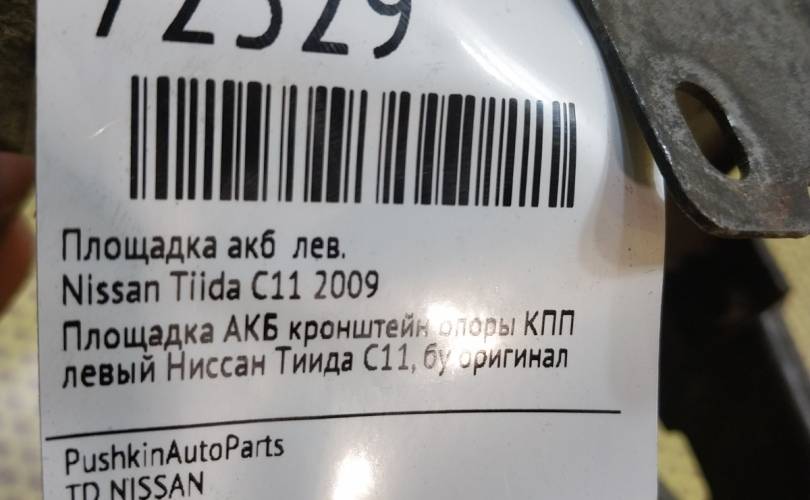 72529
Площадка акб лев.
Nissan Tiida C11 2009
Площадка АКБ кронштейн опоры КПП
левый Ниссан Тиида С11, бу оригинал
PushkinAutoParts
TD NISSAN